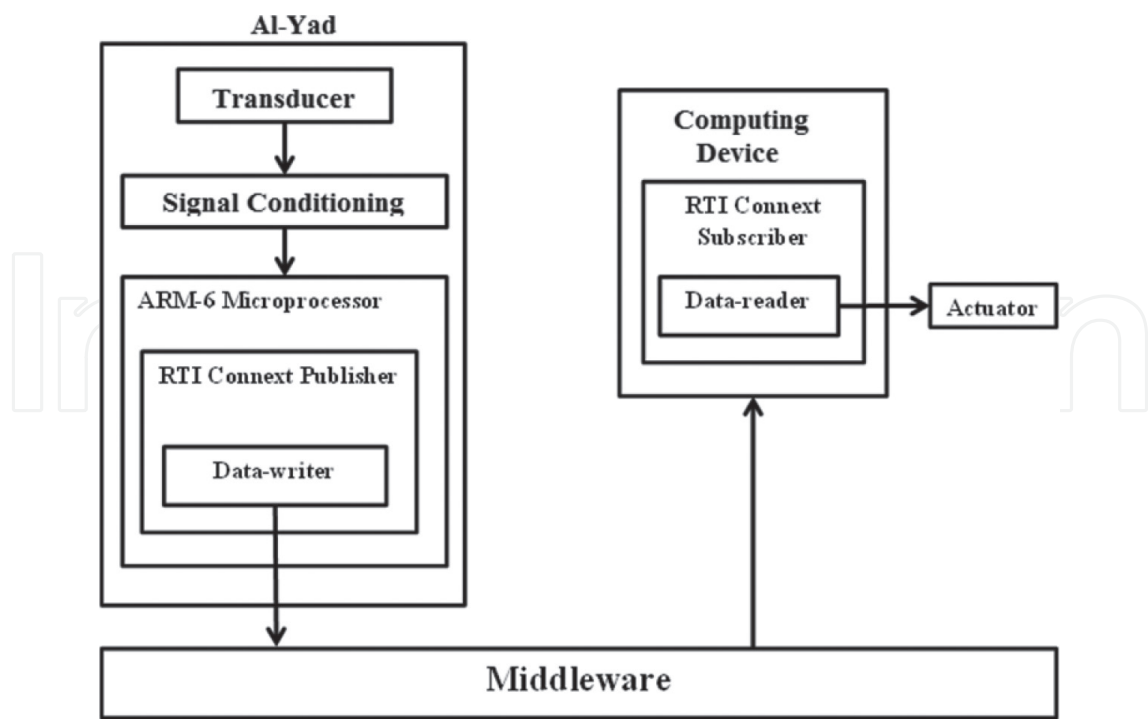 Al-Yad
Transducer
Signal Conditioning
ARM-6 Microprocessor
RTI Connext Publisher
Data-writer
Computing
Device
RTI Connext
Subscriber
Data-reader
Actuator
Middleware